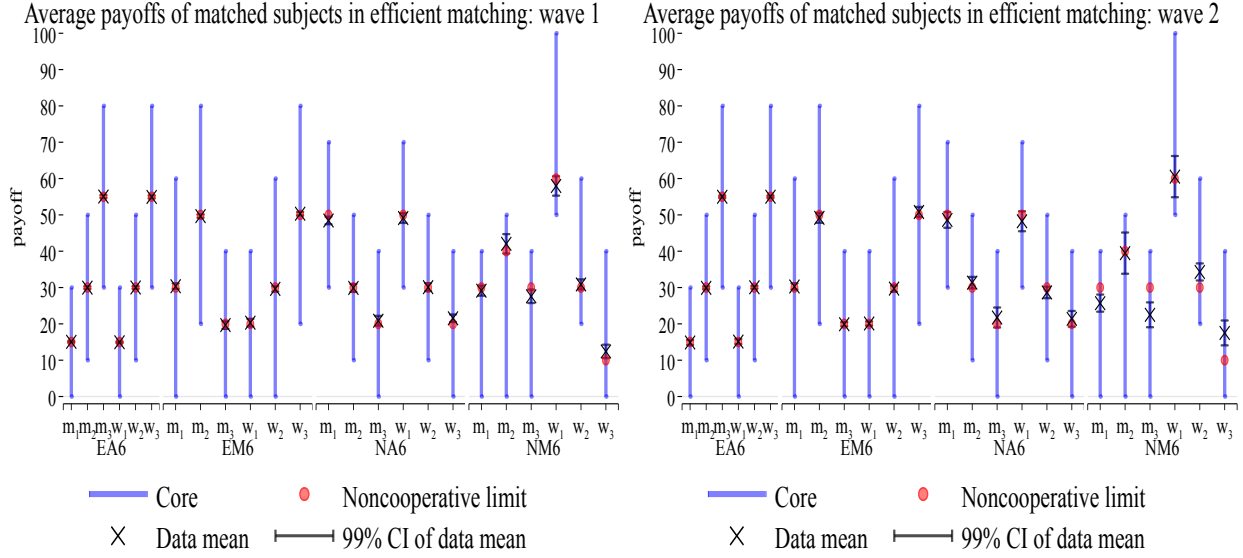 Average payoffs of matched subjects in efficient matching: wave 1
100
90
80
70
60
50
40
30
20
10
0
payoff
m₁ m₂ m₃ w₁ w₂ w₃ m₁ m₂ m₃ w₁ w₂ w₃ m₁ m₂ m₃ w₁ w₂ w₃ m₁ m₂ m₃ w₁ w₂ w₃
EA6 EM6 NA6 NM6
Core Noncooperative limit
Data mean 99% CI of data mean
Average payoffs of matched subjects in efficient matching: wave 2
100
90
80
70
60
50
40
30
20
10
0
payoff
m₁ m₂ m₃ w₁ w₂ w₃ m₁ m₂ m₃ w₁ w₂ w₃ m₁ m₂ m₃ w₁ w₂ w₃ m₁ m₂ m₃ w₁ w₂ w₃
EA6 EM6 NA6 NM6
Core Noncooperative limit
Data mean 99% CI of data mean